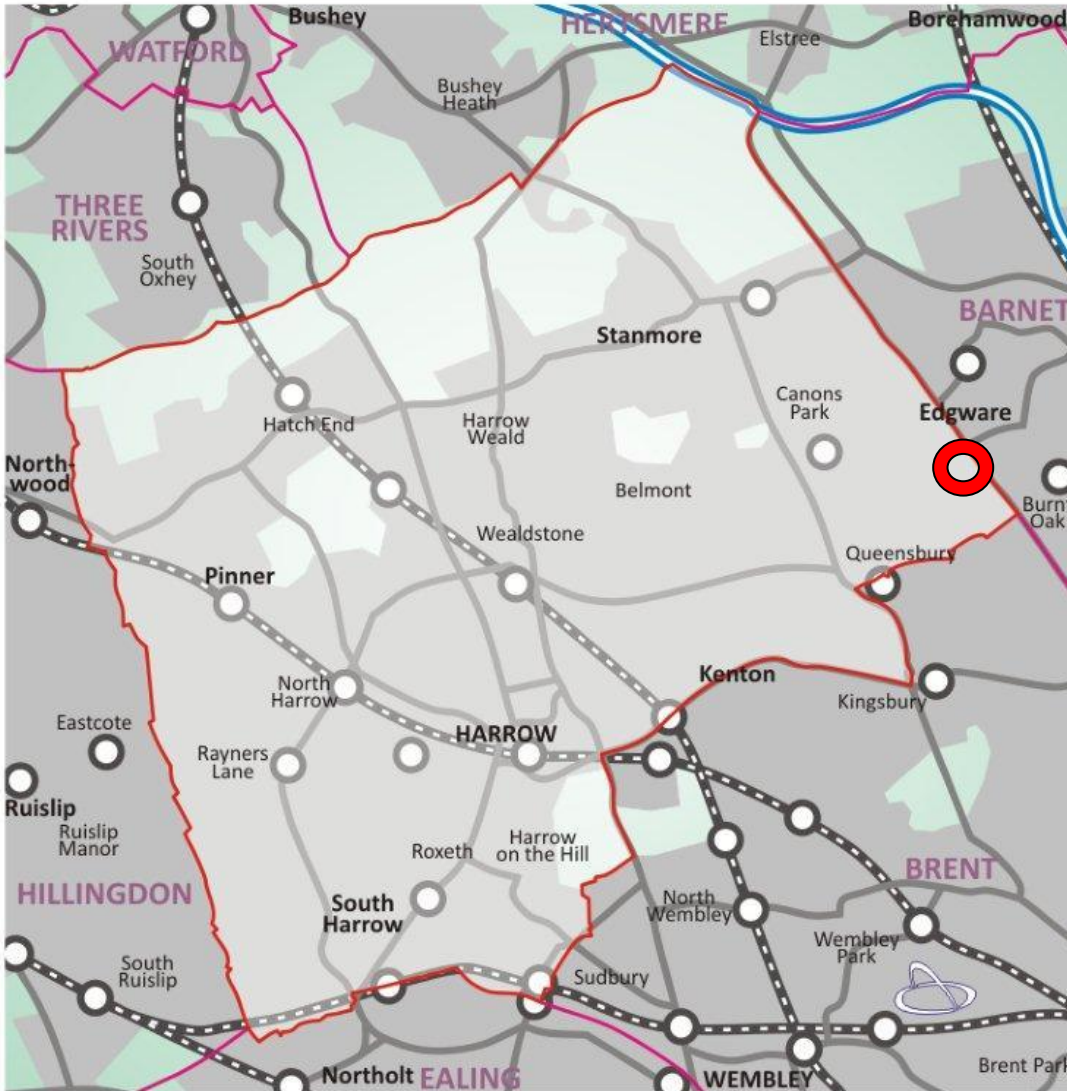 Bushey
HERTSMERE
Borehamwood
WATFORD
Elstree
Bushey
Heath
THREE
RIVERS
South
Oxhey
BARNET
Stanmore
Canons
Park
Edgware
Hatch End
Harrow
Weald
North-
wood
Belmont
Burnt
Oak
Wealdstone
Queensbury
Pinner
North
Harrow
Kenton
Kingsbury
Eastcote
HARROW
Rayners
Lane
Ruislip
Ruislip
Manor
Roxeth
Harrow
on the Hill
BRENT
HILLINGDON
South
Harrow
North
Wembley
Wembley
Park
South
Ruislip
Sudbury
Brent Park
Northolt
EALING
WEMBLEY